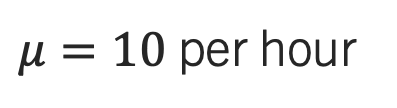 μ = 10 per hour